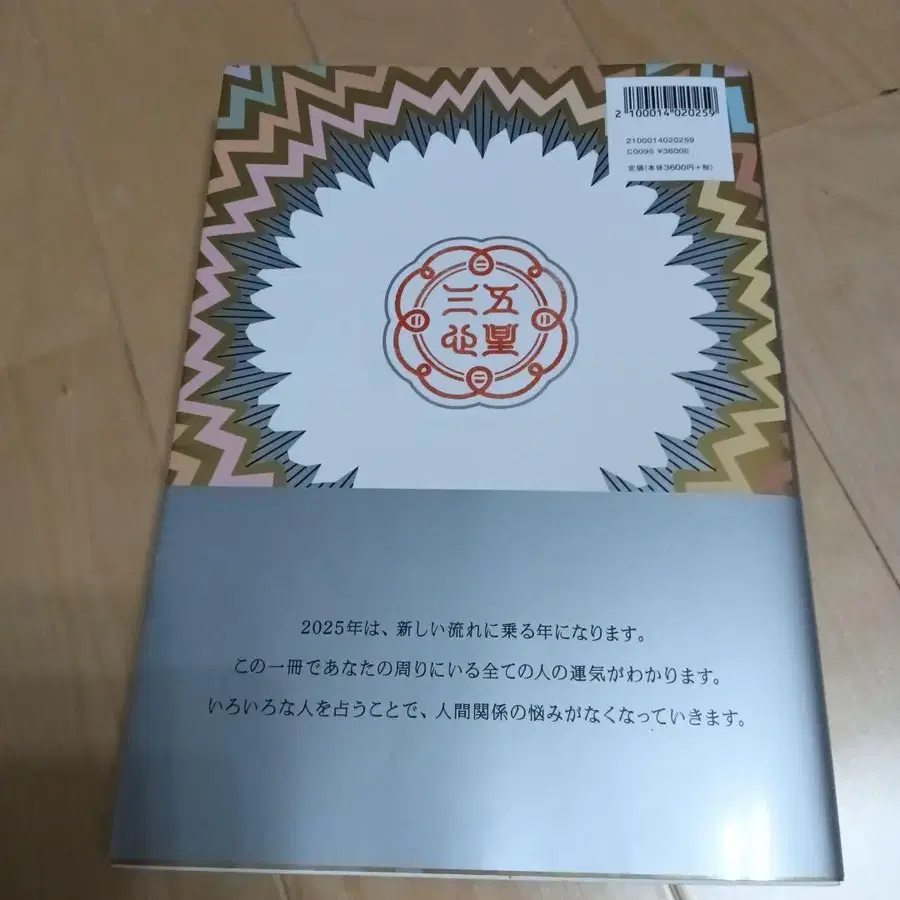 2 100014 020259
2100014020259
C0095 ¥3600E
定価(本体3600円+税)
五星
三心
2025年は、新しい流れに乗る年になります。
この一冊であなたの周りにいる全ての人の運気がわかります。
いろいろな人を占うことで、人間関係の悩みがなくなっていきます。